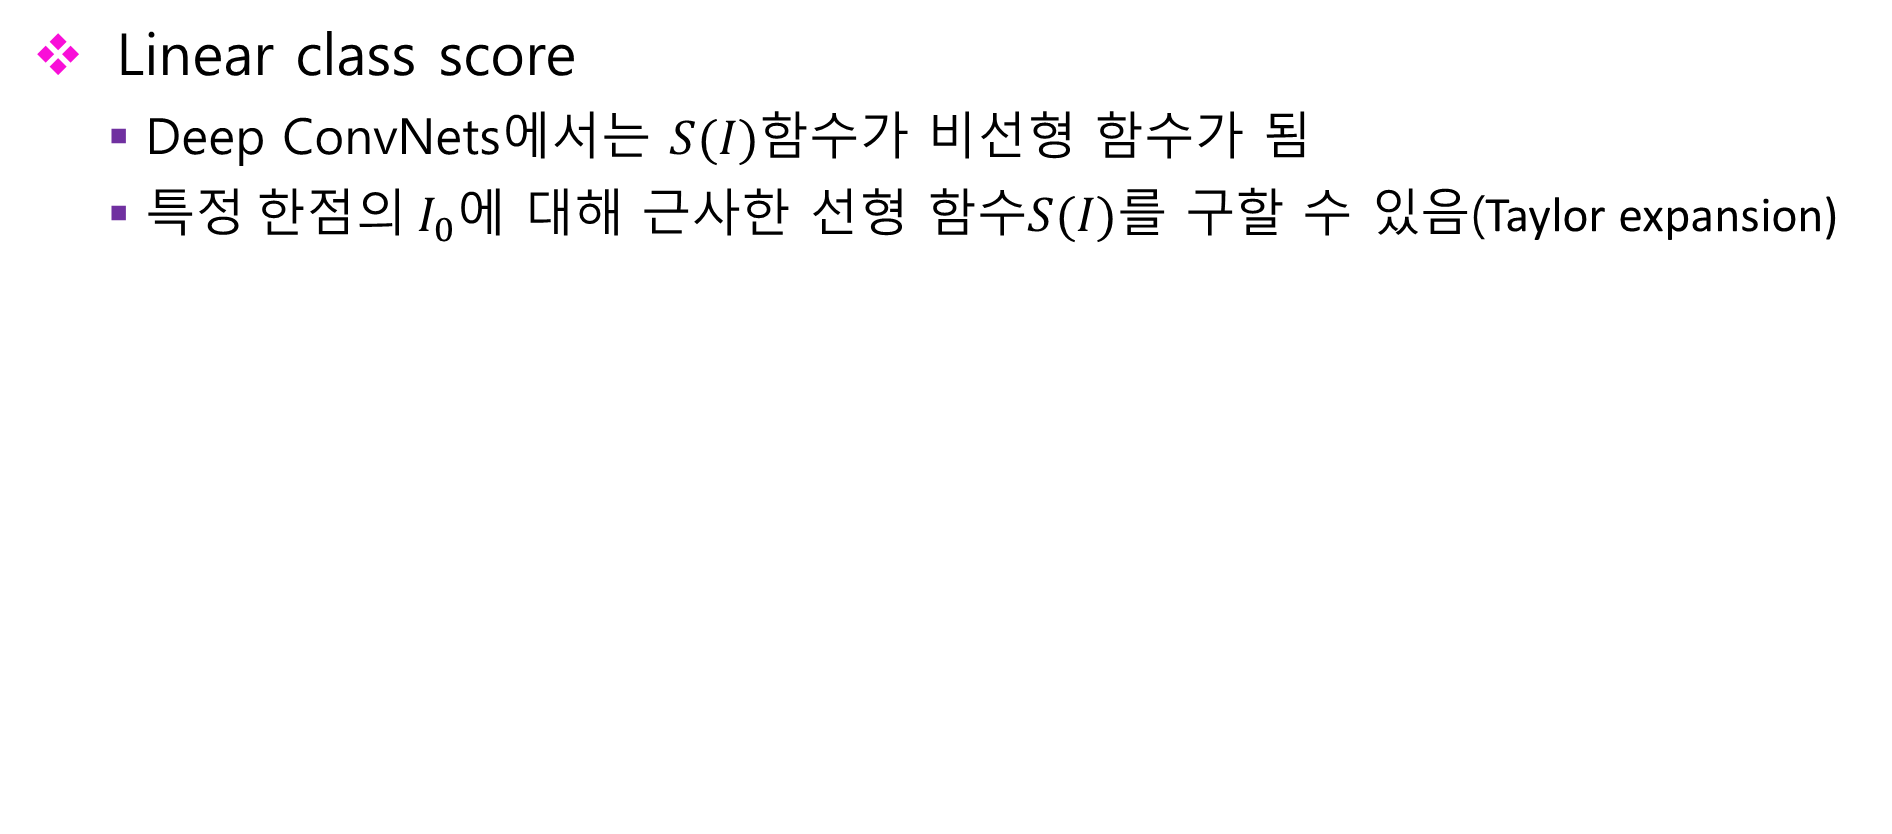 ❖ Linear class score
▪ Deep ConvNets에서는 S(I)함수가 비선형 함수가 됨
▪ 특정 한점의 I₀에 대해 근사한 선형 함수S(I)를 구할 수 있음(Taylor expansion)